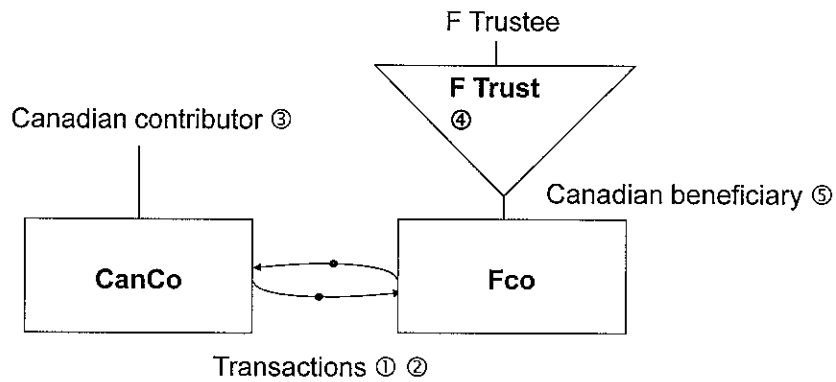 F Trustee
F Trust
④
Canadian contributor ③
Canadian beneficiary ⑤
CanCo
Fco
Transactions ① ②